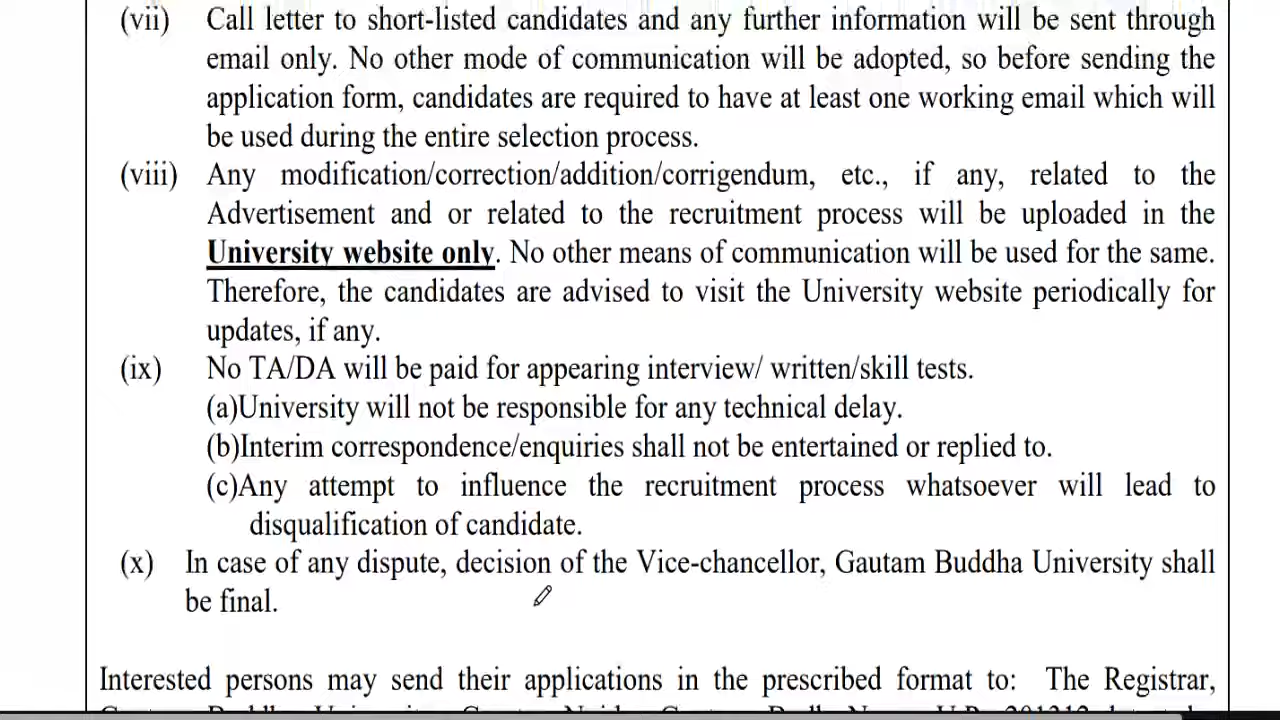 (vii) Call letter to short-listed candidates and any further information will be sent through
email only. No other mode of communication will be adopted, so before sending the
application form, candidates are required to have at least one working email which will
be used during the entire selection process.
(viii) Any modification/correction/addition/corrigendum, etc., if any, related to the
Advertisement and or related to the recruitment process will be uploaded in the
University website only. No other means of communication will be used for the same.
Therefore, the candidates are advised to visit the University website periodically for
updates, if any.
(ix) No TA/DA will be paid for appearing interview/ written/skill tests.
(a)University will not be responsible for any technical delay.
(b)Interim correspondence/enquiries shall not be entertained or replied to.
(c)Any attempt to influence the recruitment process whatsoever will lead to
disqualification of candidate.
(x) In case of any dispute, decision of the Vice-chancellor, Gautam Buddha University shall
be final.
Interested persons may send their applications in the prescribed format to: The Registrar,